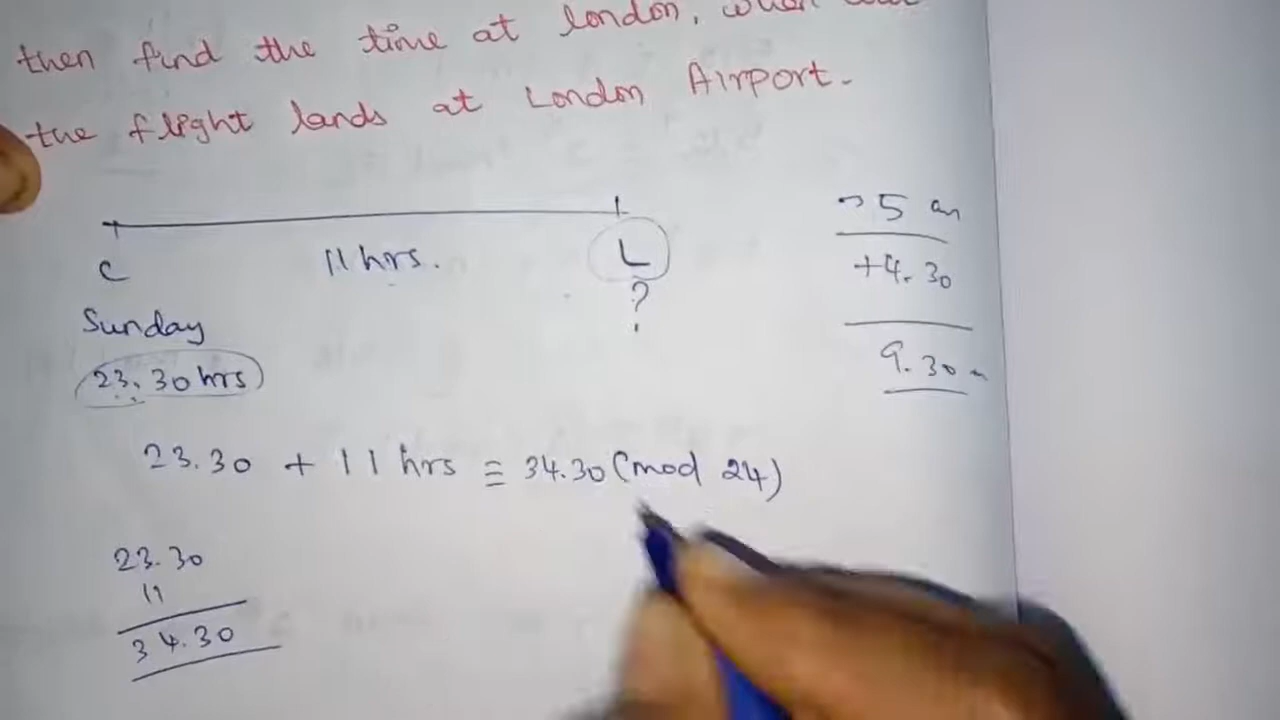 then find the time at london, when
the flight lands at London Airport.
11 hrs.
C
L
?
Sunday
23.30 hrs
5 am
+4.30
9.30
23.30 + 11 hrs ≡ 34.30 (mod 24)
23.30
11
34.30